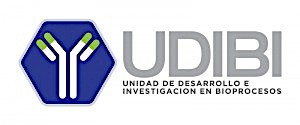 UDIBI
UNIDAD DE DESARROLLO E
INVESTIGACION EN BIOPROCESOS